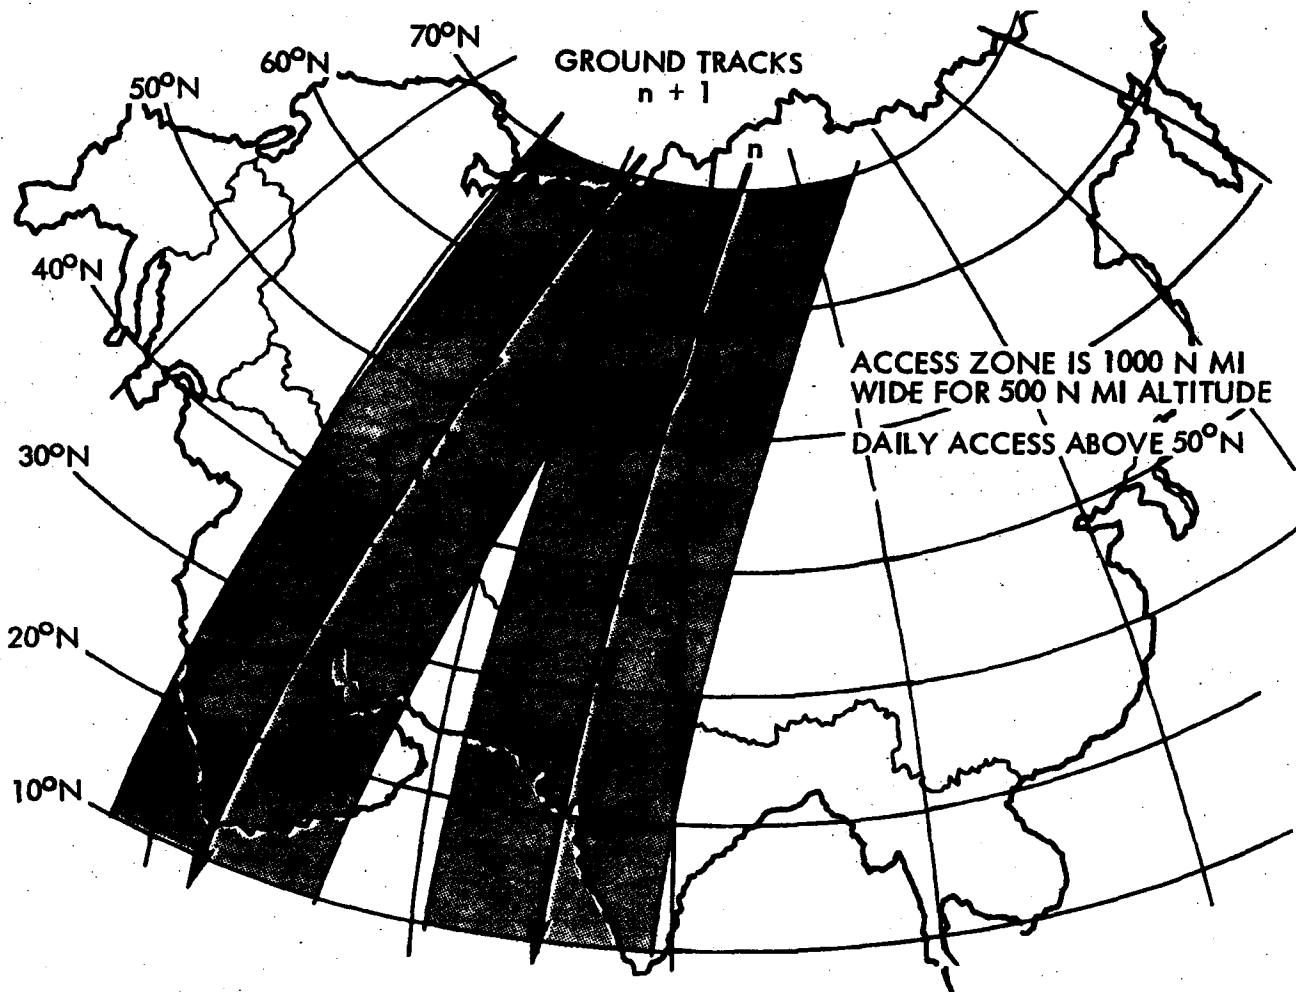 70°N
60°N
50°N
GROUND TRACKS
n + 1
n
40°N
ACCESS ZONE IS 1000 N MI
WIDE FOR 500 N MI ALTITUDE
DAILY ACCESS ABOVE 50°N
30°N
20°N
10°N